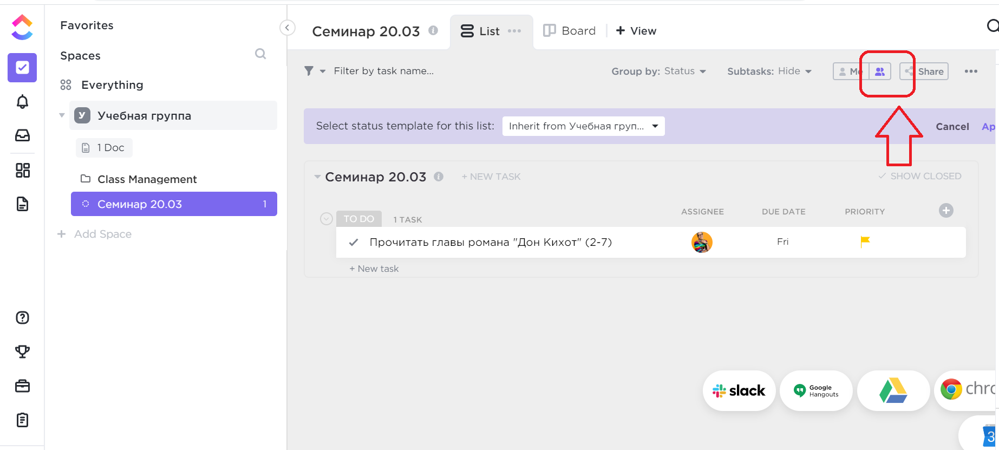 Favorites
Spaces
Everything
У Учебная группа
1 Doc
Class Management
Семинар 20.03 1
+ Add Space
Семинар 20.03
List
Board
+ View
Filter by task name...
Group by: Status
Subtasks: Hide
Me
Share
Select status template for this list:
Inherit from Учебная груп...
Cancel
Ap
Семинар 20.03
+ NEW TASK
SHOW CLOSED
TO DO
1 TASK
ASSIGNEE
DUE DATE
PRIORITY
Прочитать главы романа "Дон Кихот" (2-7)
Fri
+ New task
slack
Google
Hangouts
chro
3